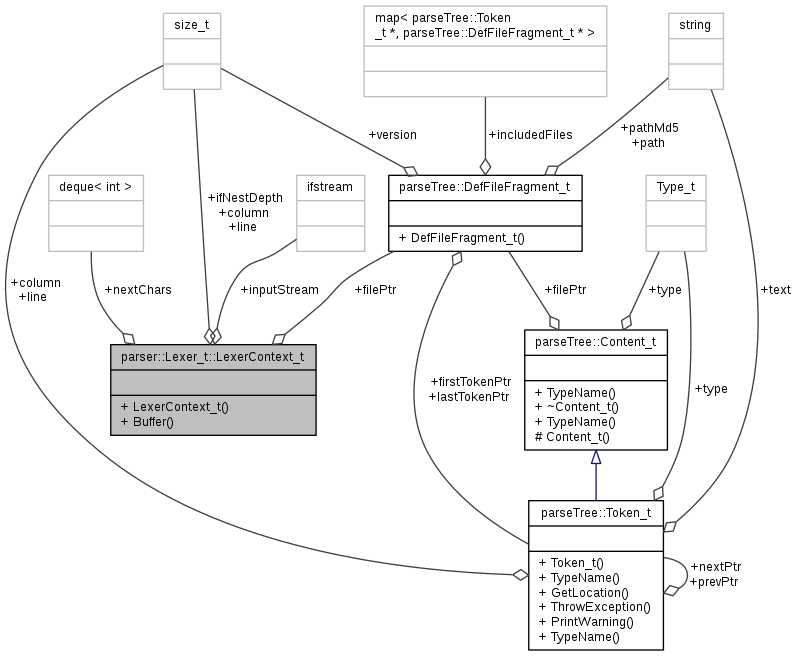 size_t
map< parseTree::Token
_t *, parseTree::DefFileFragment_t * >
string
+version
+includedFiles
+pathMd5
+path
deque< int >
ifstream
parseTree::DefFileFragment_t
+ DefFileFragment_t()
Type_t
+ifNestDepth
+column
+line
+column
+line
+nextChars
+inputStream
+filePtr
+filePtr
+type
+text
parser::Lexer_t::LexerContext_t
+ LexerContext_t()
+ Buffer()
parseTree::Content_t
+ TypeName()
+ ~Content_t()
+ TypeName()
# Content_t()
+firstTokenPtr
+lastTokenPtr
+type
parseTree::Token_t
+ Token_t()
+ TypeName()
+ GetLocation()
+ ThrowException()
+ PrintWarning()
+ TypeName()
+nextPtr
+prevPtr